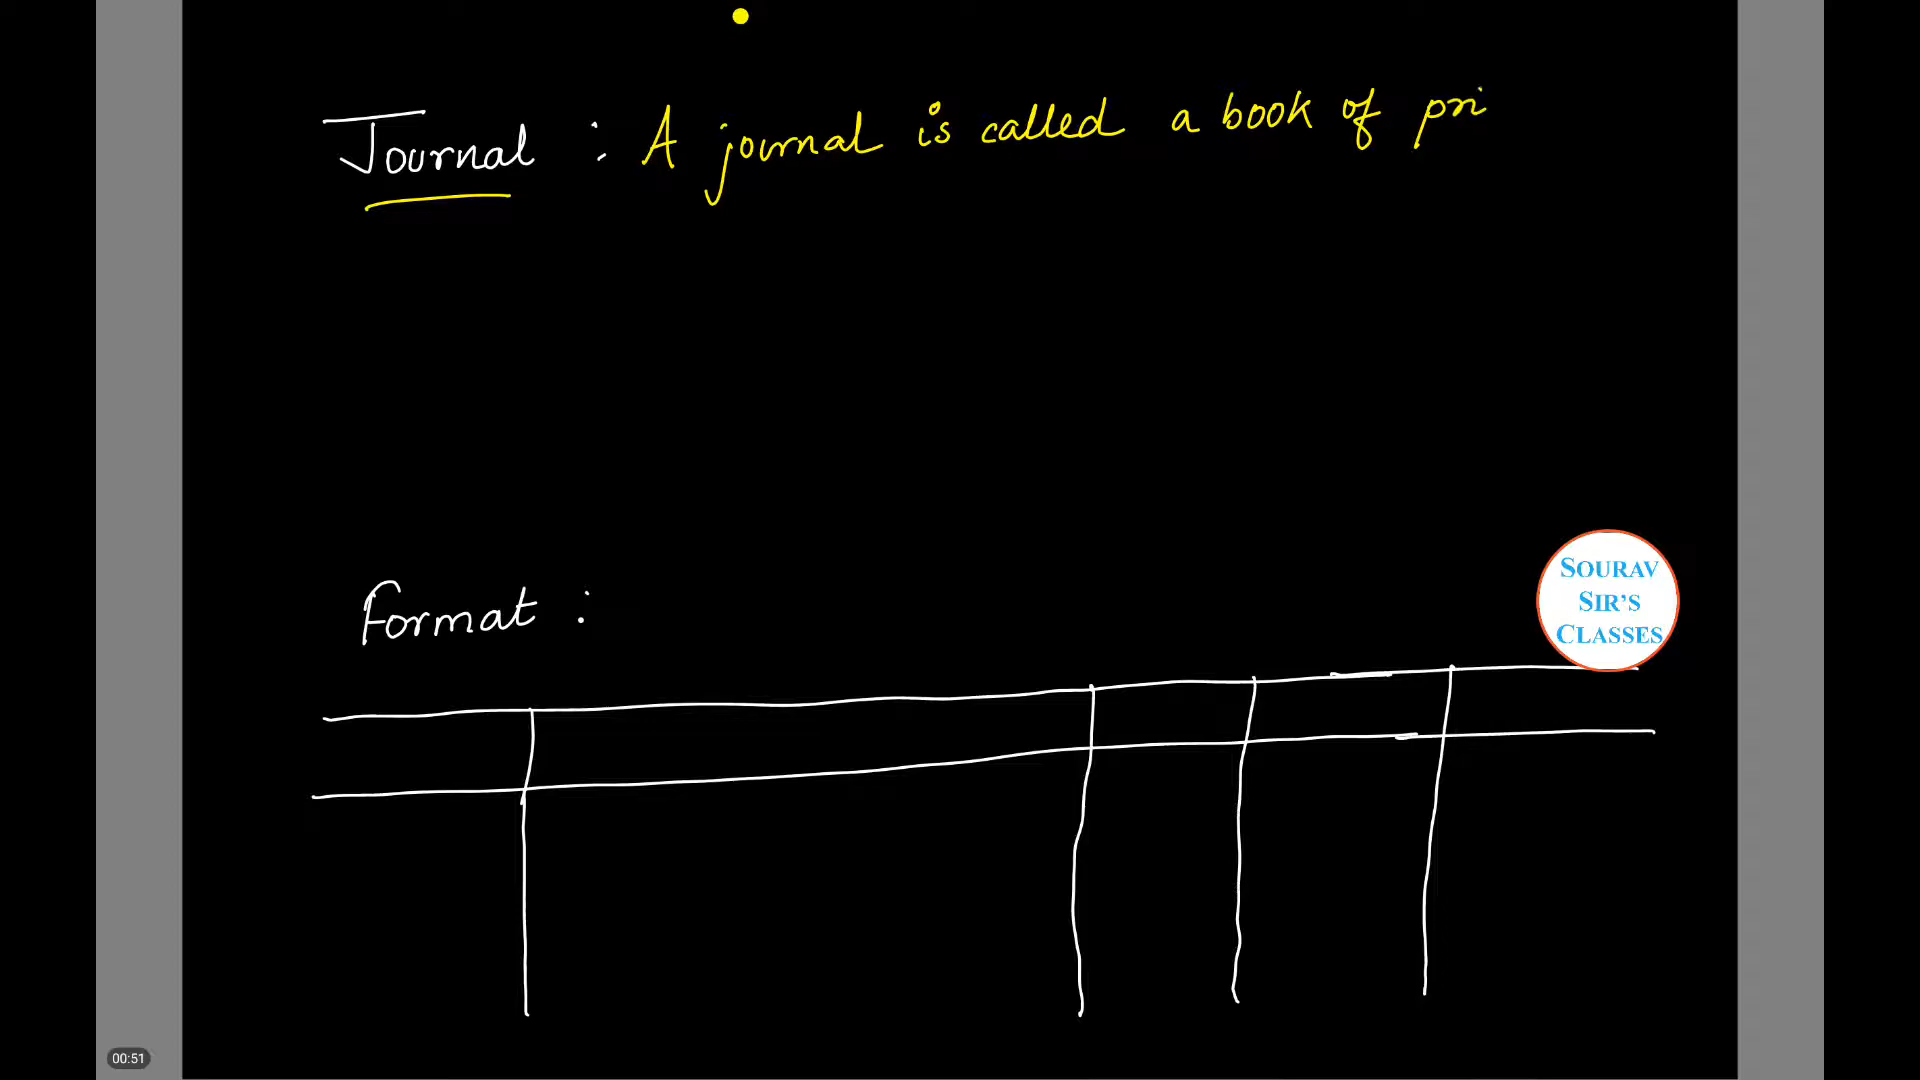 Journal : A journal is called a book of pri
Format :
SOURAV
SIR'S
CLASSES
00:51